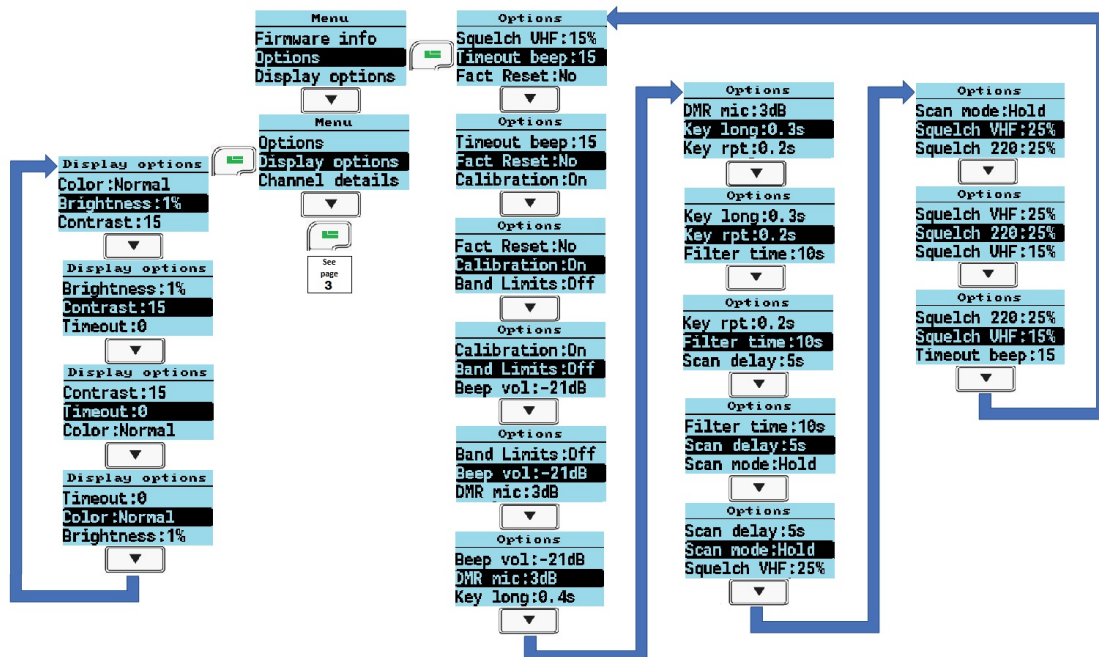 Menu
Firmware info
Options
Display options
Menu
Options
Display options
Channel details
See
page
3
Display options
Color:Normal
Brightness:1%
Contrast:15
Display options
Brightness:1%
Contrast:15
Timeout:0
Display options
Contrast:15
Timeout:0
Color:Normal
Display options
Timeout:0
Color:Normal
Brightness:1%
Options
Squelch VHF:15%
Timeout beep:15
Fact Reset:No
Options
Timeout beep:15
Fact Reset:No
Calibration:On
Options
Fact Reset:No
Calibration:On
Band Limits:Off
Options
Calibration:On
Band Limits:Off
Beep vol:-21dB
Options
Band Limits:Off
Beep vol:-21dB
DMR mic:3dB
Options
Beep vol:-21dB
DMR mic:3dB
Key long:0.4s
Options
DMR mic:3dB
Key long:0.3s
Key rpt:0.2s
Options
Key long:0.3s
Key rpt:0.2s
Filter time:10s
Options
Key rpt:0.2s
Filter time:10s
Scan delay:5s
Options
Filter time:10s
Scan delay:5s
Scan mode:Hold
Options
Scan delay:5s
Scan mode:Hold
Squelch VHF:25%
Options
Scan mode:Hold
Squelch VHF:25%
Squelch 220:25%
Options
Squelch VHF:25%
Squelch 220:25%
Squelch VHF:15%
Options
Squelch 220:25%
Squelch VHF:15%
Timeout beep:15